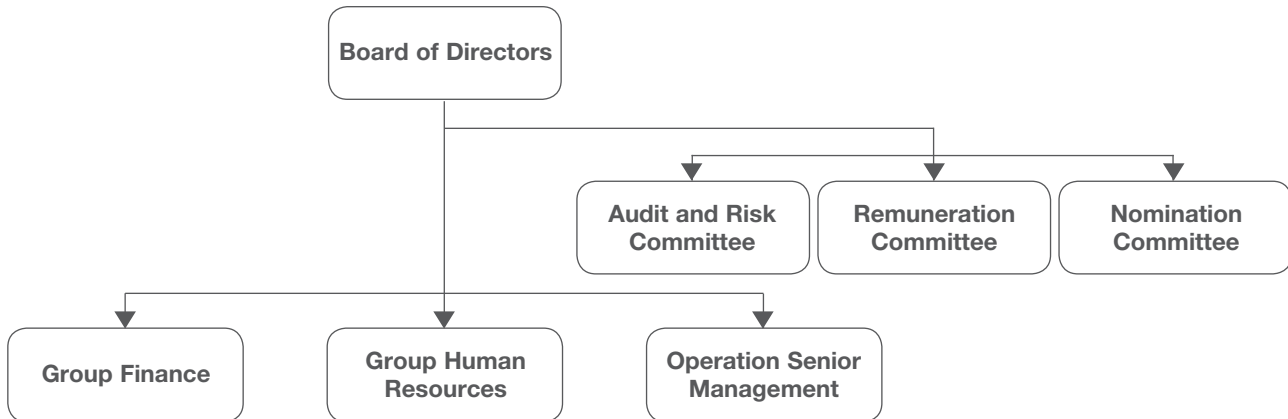 Board of Directors
Audit and Risk
Committee
Remuneration
Committee
Nomination
Committee
Group Finance
Group Human
Resources
Operation Senior
Management